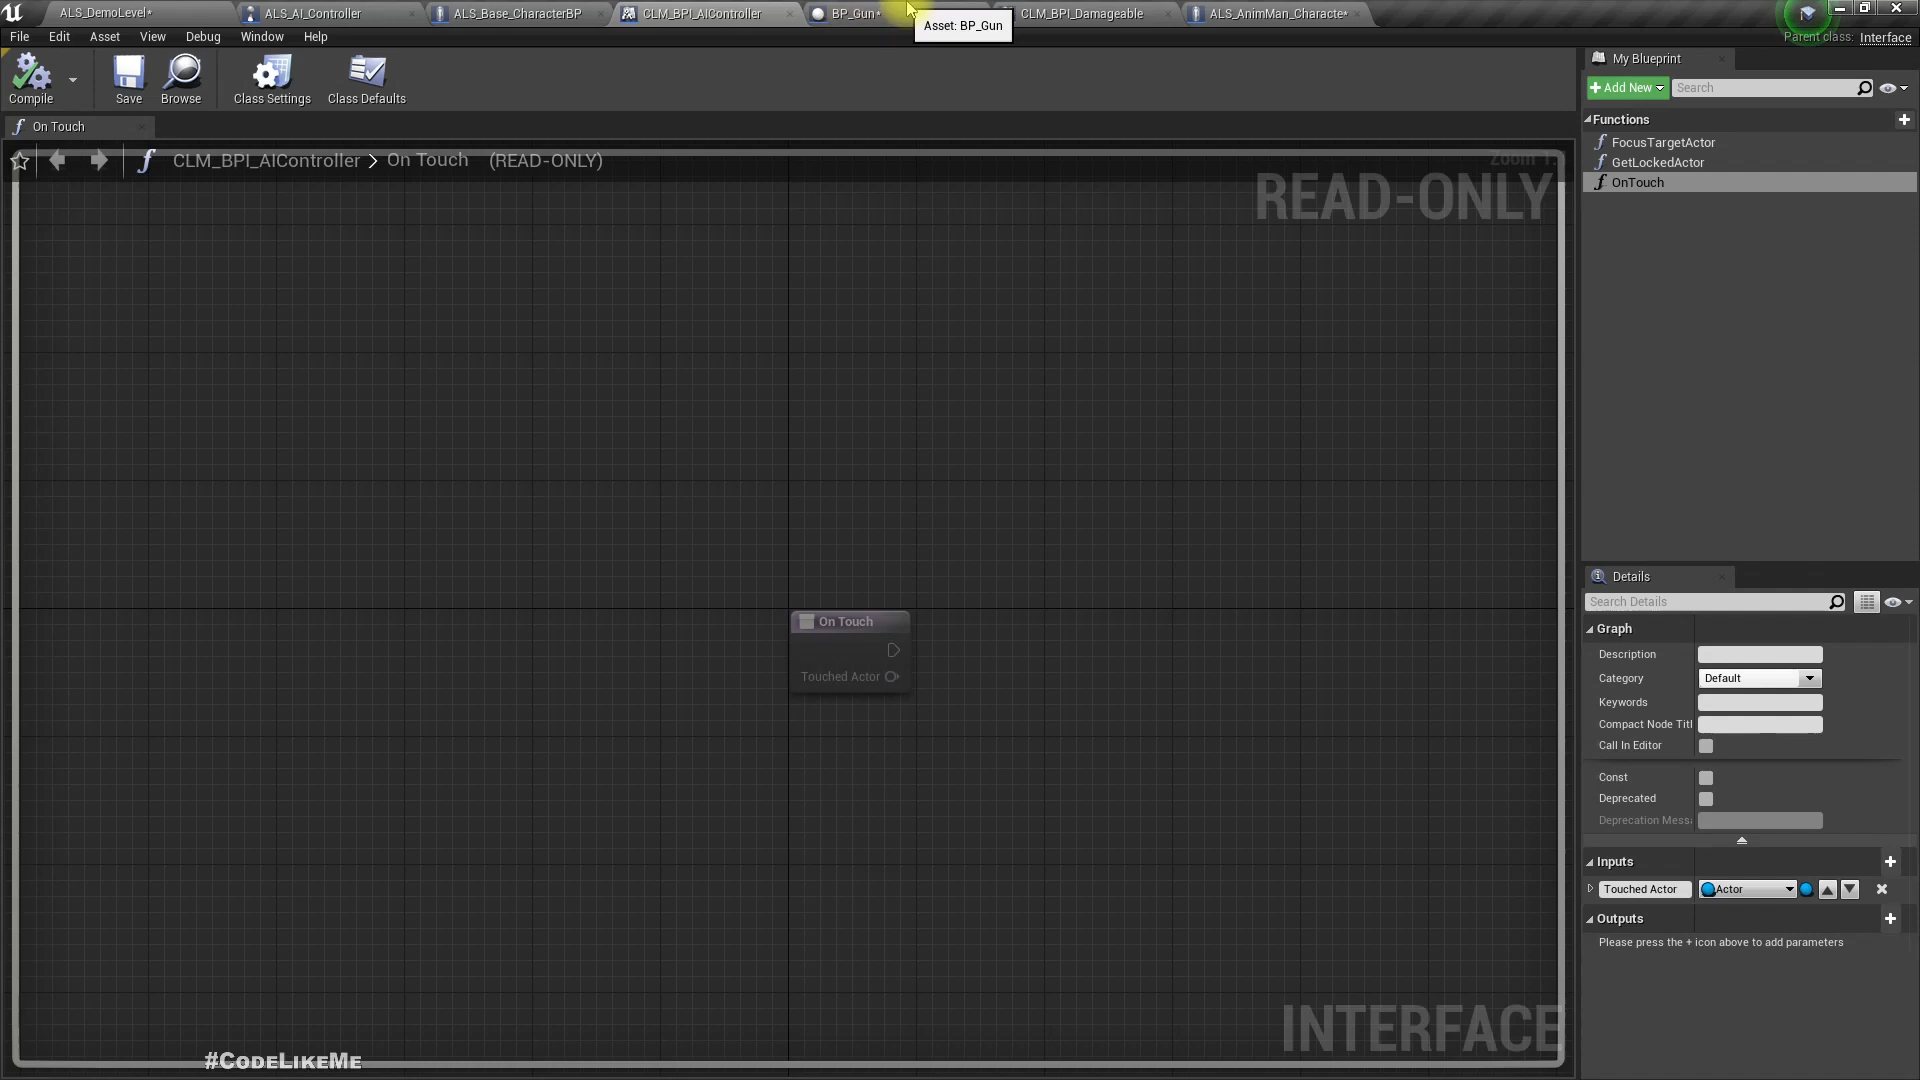 ALS_DemoLevel*
ALS_AI_Controller
ALS_Base_CharacterBP
CLM_BPI_AIController
BP_Gun*
CLM_BPI_Damageable
ALS_AnimMan_Characte*
Asset: BP_Gun
File Edit Asset View Debug Window Help
Parent class: Interface
Compile
Save
Browse
Class Settings
Class Defaults
My Blueprint
Add New
Search
On Touch
Functions
FocusTargetActor
GetLockedActor
OnTouch
CLM_BPI_AIController > On Touch (READ-ONLY)
READ-ONLY
On Touch
Touched Actor
Details
Search Details
Graph
Description
Category Default
Keywords
Compact Node Titl
Call In Editor
Const
Deprecated
Deprecation Messa
Inputs
Touched Actor Actor
Outputs
Please press the + icon above to add parameters
INTERFACE
#CodeLikeMe